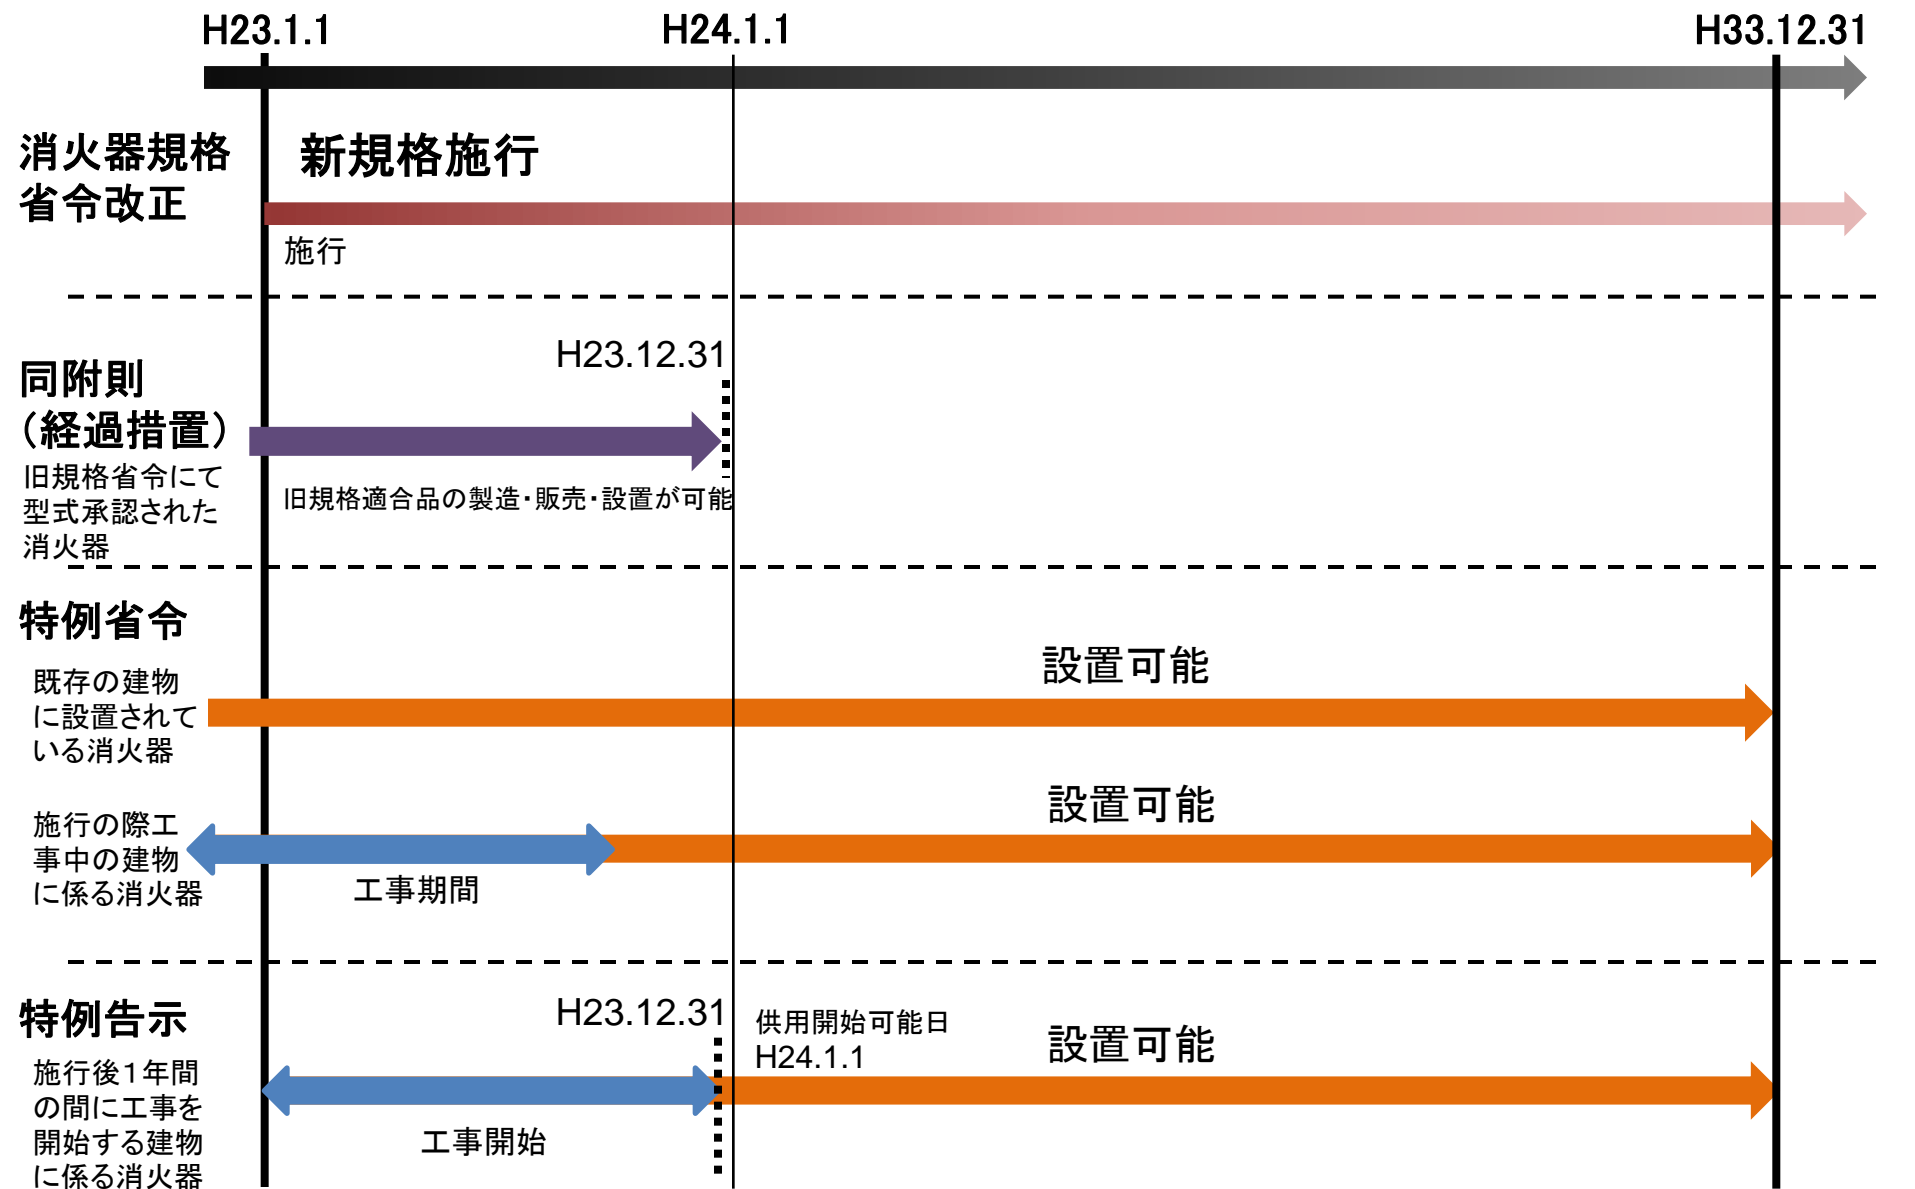 H23.1.1
H24.1.1
H33.12.31
消火器規格
省令改正
新規格施行
施行
同附則
（経過措置）
旧規格省令にて
型式承認された
消火器
H23.12.31
旧規格適合品の製造・販売・設置が可能
特例省令
既存の建物
に設置されて
いる消火器
設置可能
施行の際工
事中の建物
に係る消火器
工事期間
設置可能
特例告示
施行後１年間
の間に工事を
開始する建物
に係る消火器
H23.12.31
供用開始可能日
H24.1.1
設置可能
工事開始